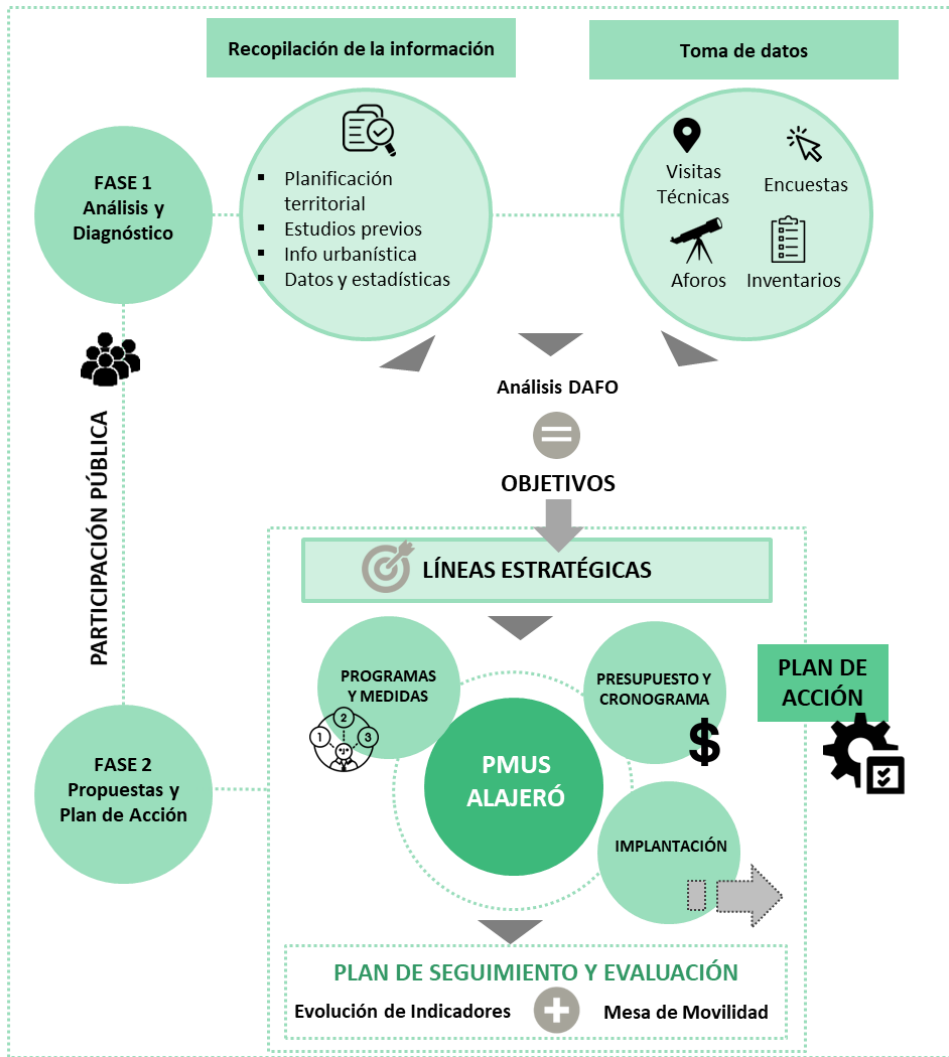 Recopilación de la información
Toma de datos
FASE 1
Análisis y
Diagnóstico
▪ Planificación
territorial
▪ Estudios previos
▪ Info urbanística
▪ Datos y estadísticas
Visitas
Técnicas
Encuestas
Aforos
Inventarios
PARTICIPACIÓN PÚBLICA
Análisis DAFO
OBJETIVOS
LÍNEAS ESTRATÉGICAS
PROGRAMAS
Y MEDIDAS
1
2
3
PRESUPUESTO Y
CRONOGRAMA
$
PLAN DE
ACCIÓN
PMUS
ALAJERÓ
FASE 2
Propuestas y
Plan de Acción
IMPLANTACIÓN
PLAN DE SEGUIMIENTO Y EVALUACIÓN
Evolución de Indicadores
Mesa de Movilidad